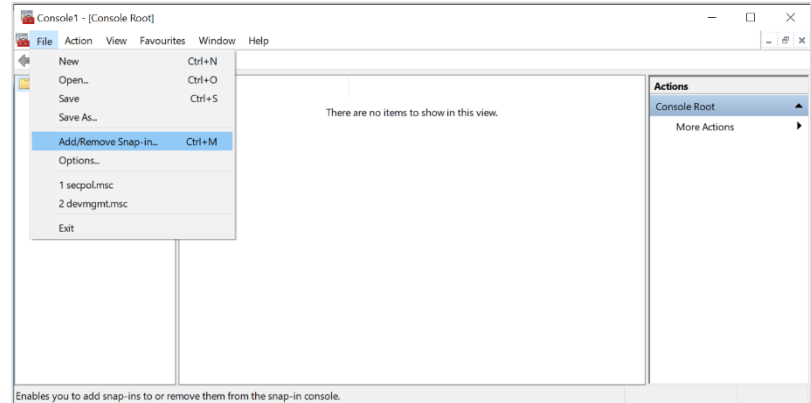 Console1 - [Console Root]
File Action View Favourites Window Help
New Ctrl+N
Open... Ctrl+O
Save Ctrl+S
Save As...
Add/Remove Snap-in... Ctrl+M
Options...
1 secpol.msc
2 devmgmt.msc
Exit
There are no items to show in this view.
Actions
Console Root
More Actions
Enables you to add snap-ins to or remove them from the snap-in console.